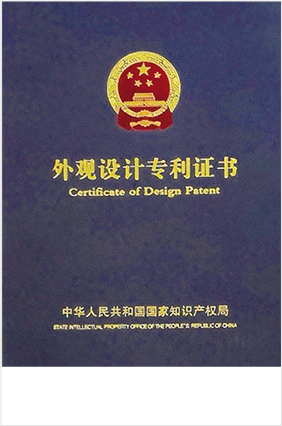 外观设计专利证书
Certificate of Design Patent
中华人民共和国国家知识产权局
STATE INTELLECTUAL PROPERTY OFFICE OF THE PEOPLE'S REPUBLIC OF CHINA